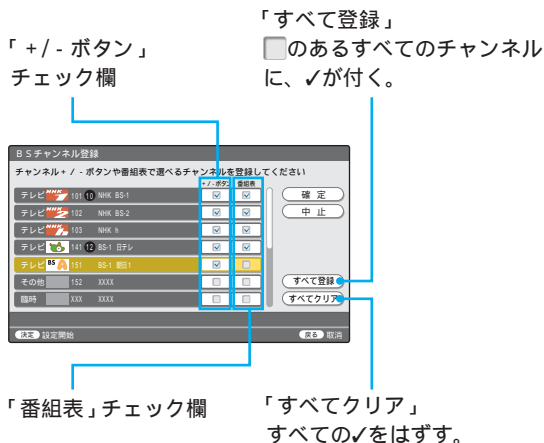 「すべて登録」
のあるすべてのチャンネル
に、✓が付く。
「 +/ - ボタン」
チェック欄
BSチャンネル登録
チャンネル+ / - ボタンや番組表で選べるチャンネルを登録してください
+ / -ボタン 番組表
テレビ NHK 1 101 10 NHK BS-1
テレビ NHK 2 102 NHK BS-2
テレビ NHK h 103 NHK h
テレビ 141 12 BS-1 日テレ
テレビ BS 151 BS-1 朝日1
その他 152 XXXX
臨時 XXX XXXX
確 定
中 止
すべて登録
すべてクリア
決定 設定開始
戻る 取消
「番組表」チェック欄
「すべてクリア」
すべての✓をはずす。